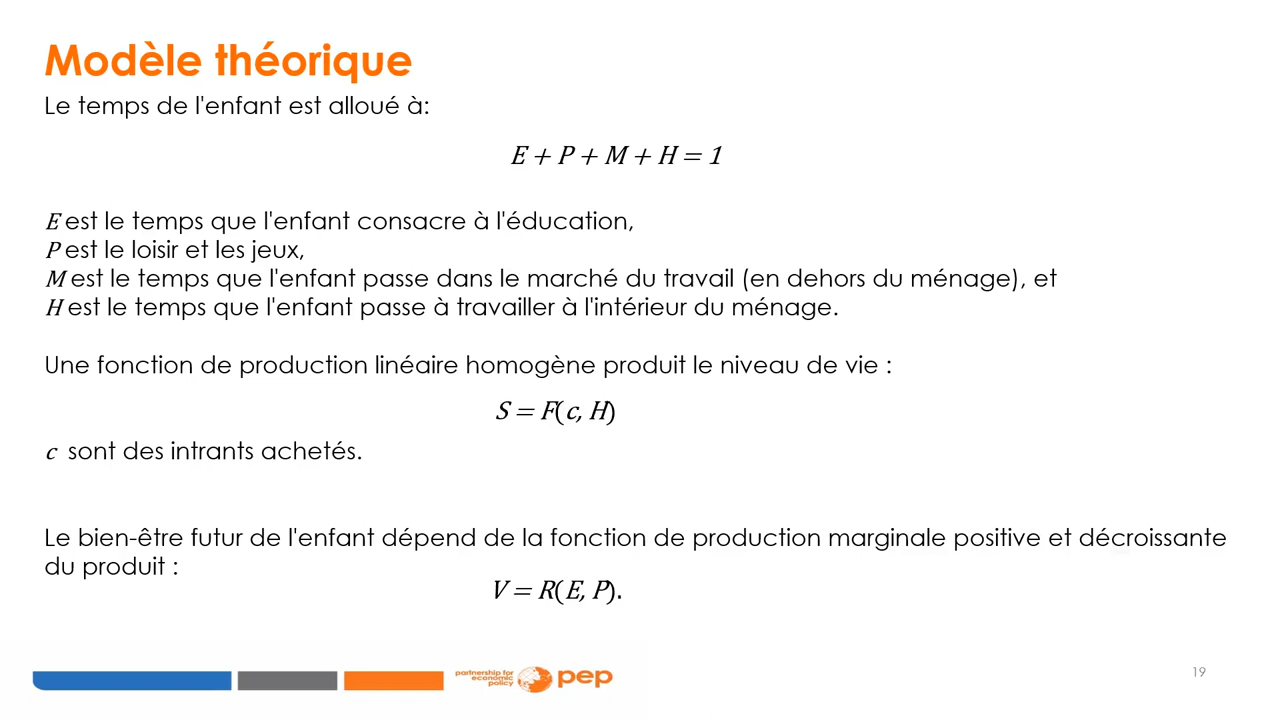 Modèle théorique
Le temps de l'enfant est alloué à:
E + P + M + H = 1
E est le temps que l'enfant consacre à l'éducation,
P est le loisir et les jeux,
M est le temps que l'enfant passe dans le marché du travail (en dehors du ménage), et
H est le temps que l'enfant passe à travailler à l'intérieur du ménage.
Une fonction de production linéaire homogène produit le niveau de vie :
S = F(c, H)
c sont des intrants achetés.
Le bien-être futur de l'enfant dépend de la fonction de production marginale positive et décroissante
du produit :
V = R(E, P).
partnership for
economic
policy
pep
19